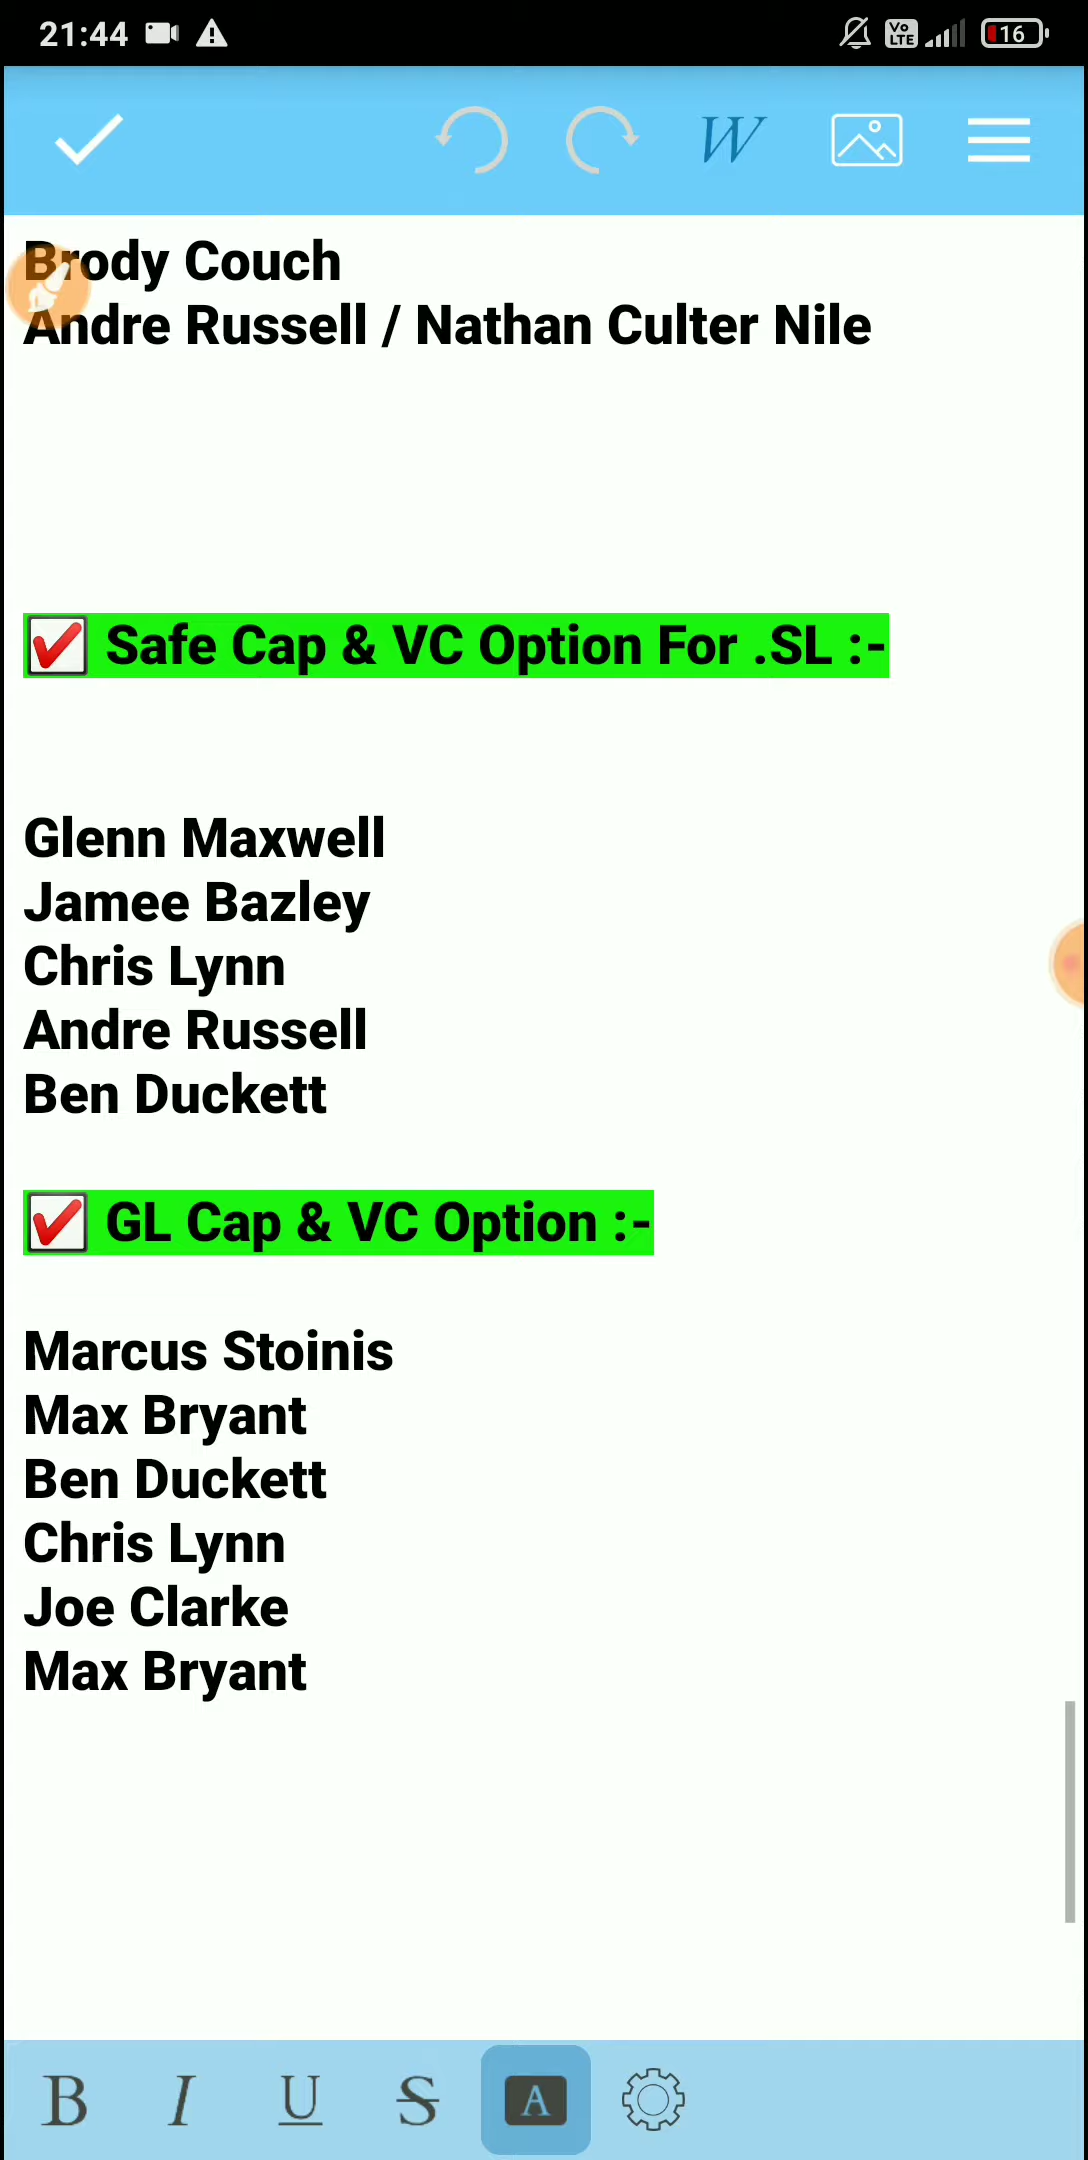 21:44
Vo
LTE
16
W
Brody Couch
Andre Russell / Nathan Culter Nile
Safe Cap & VC Option For .SL :-
Glenn Maxwell
Jamee Bazley
Chris Lynn
Andre Russell
Ben Duckett
GL Cap & VC Option :-
Marcus Stoinis
Max Bryant
Ben Duckett
Chris Lynn
Joe Clarke
Max Bryant
B I U S A